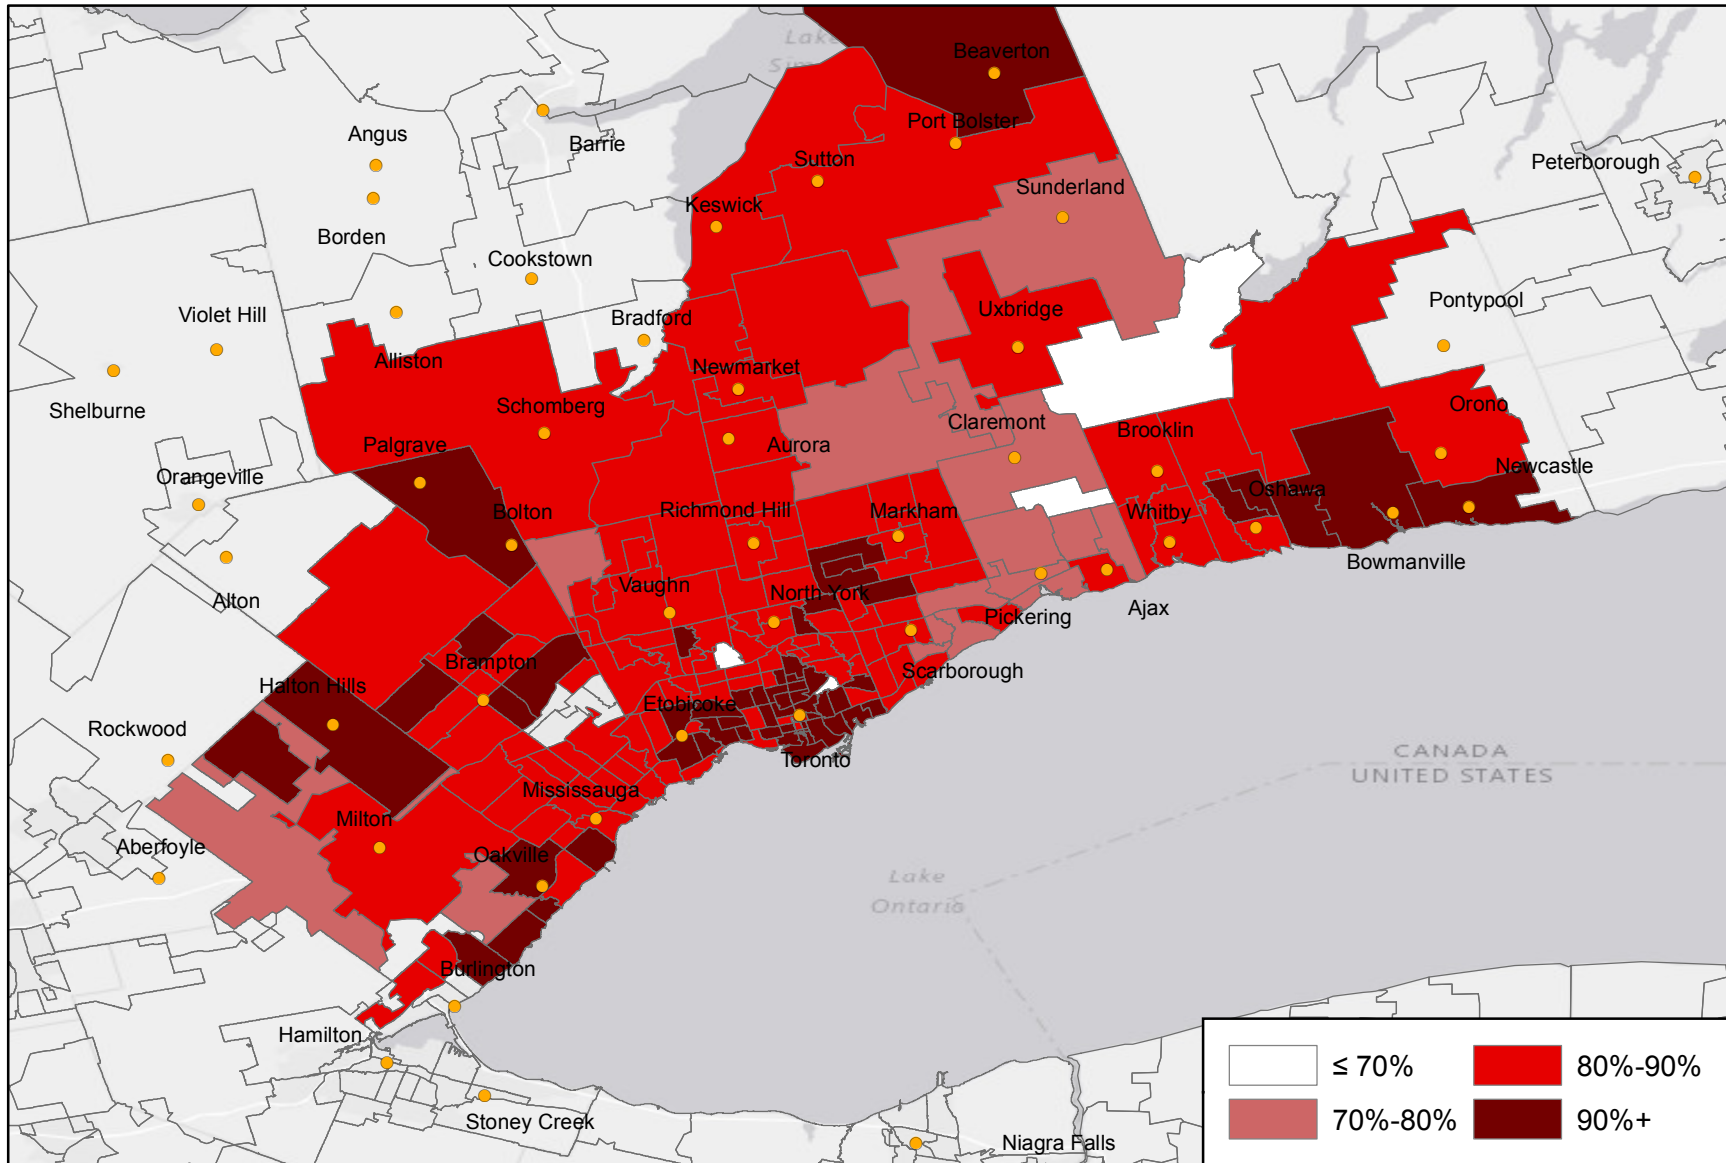 Lake
Sim
Beaverton
Port Bolster
Angus
Barrie
Sutton
Peterborough
Sunderland
Keswick
Borden
Cookstown
Pontypool
Violet Hill
Bradford
Uxbridge
Alliston
Newmarket
Shelburne
Schomberg
Orono
Palgrave
Aurora
Claremont
Brooklin
Newcastle
Orangeville
Oshawa
Bolton
Richmond Hill
Markham
Whitby
Bowmanville
Vaughn
North York
Alton
Pickering
Ajax
Brampton
Scarborough
Halton Hills
Etobicoke
Rockwood
Toronto
CANADA
UNITED STATES
Mississauga
Milton
Aberfoyle
Oakville
Lake
Ontario
Burlington
Hamilton
Stoney Creek
Niagra Falls
≤ 70%
80%-90%
70%-80%
90%+